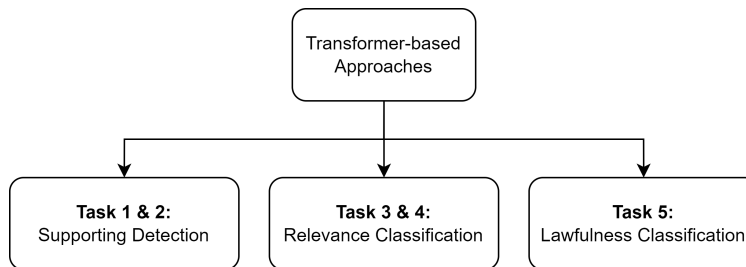 Transformer-based
Approaches
Task 1 & 2:
Supporting Detection
Task 3 & 4:
Relevance Classification
Task 5:
Lawfulness Classification